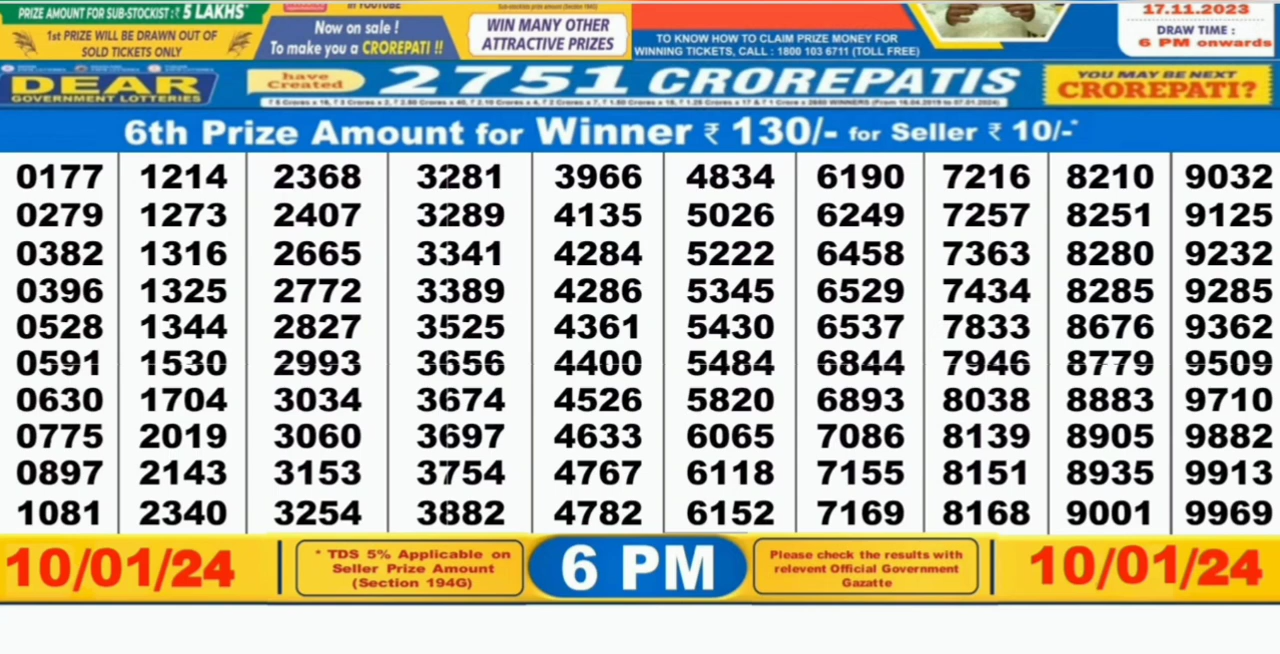 PRIZE AMOUNT FOR SUB-STOCKIST : ₹ 5 LAKHS*
1st PRIZE WILL BE DRAWN OUT OF
SOLD TICKETS ONLY
IN YOUTUBE
Now on sale !
To make you a CROREPATI !!
WIN MANY OTHER
ATTRACTIVE PRIZES
TO KNOW HOW TO CLAIM PRIZE MONEY FOR
WINNING TICKETS, CALL : 1800 103 6711 (TOLL FREE)
17.11.2023
DRAW TIME :
6 PM onwards
DEAR
GOVERNMENT LOTTERIES
have
Created
2751 CROREPATIS
YOU MAY BE NEXT
CROREPATI?
6th Prize Amount for Winner ₹ 130/- for Seller ₹ 10/-*
0177 1214 2368 3281 3966 4834 6190 7216 8210 9032
0279 1273 2407 3289 4135 5026 6249 7257 8251 9125
0382 1316 2665 3341 4284 5222 6458 7363 8280 9232
0396 1325 2772 3389 4286 5345 6529 7434 8285 9285
0528 1344 2827 3525 4361 5430 6537 7833 8676 9362
0591 1530 2993 3656 4400 5484 6844 7946 8779 9509
0630 1704 3034 3674 4526 5820 6893 8038 8883 9710
0775 2019 3060 3697 4633 6065 7086 8139 8905 9882
0897 2143 3153 3754 4767 6118 7155 8151 8935 9913
1081 2340 3254 3882 4782 6152 7169 8168 9001 9969
10/01/24
* TDS 5% Applicable on
Seller Prize Amount
(Section 194G)
6 PM
Please check the results with
relevent Official Government
Gazatte
10/01/24